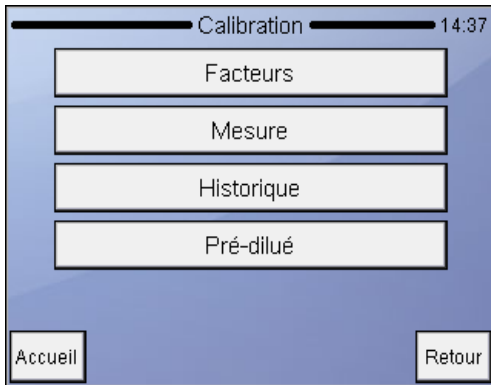 Calibration 14:37
Facteurs
Mesure
Historique
Pré-dilué
Accueil Retour